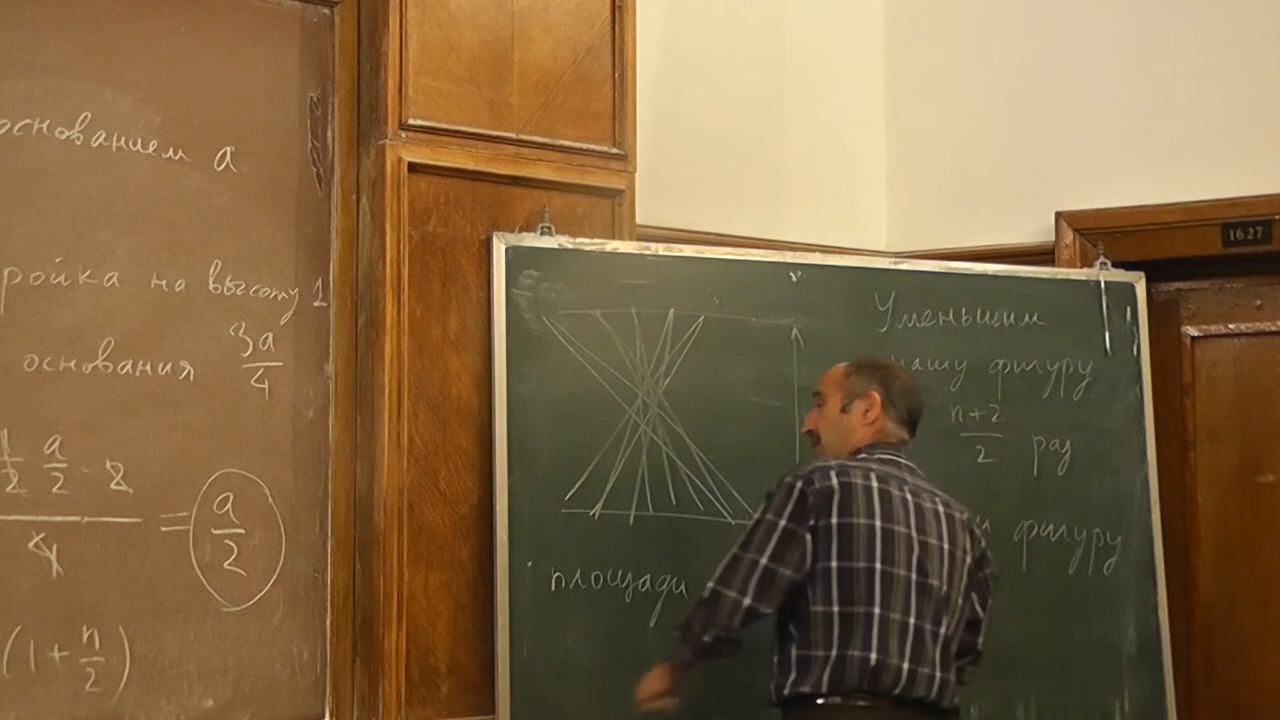 основанием a
ройка на высоту 1
основания 3a/4
1/2 a/2 · 2
4
= a/2
(1 + n/2)
Уменьшим
нашу фигуру
n+2/2 раз
фигуру
площади
1627